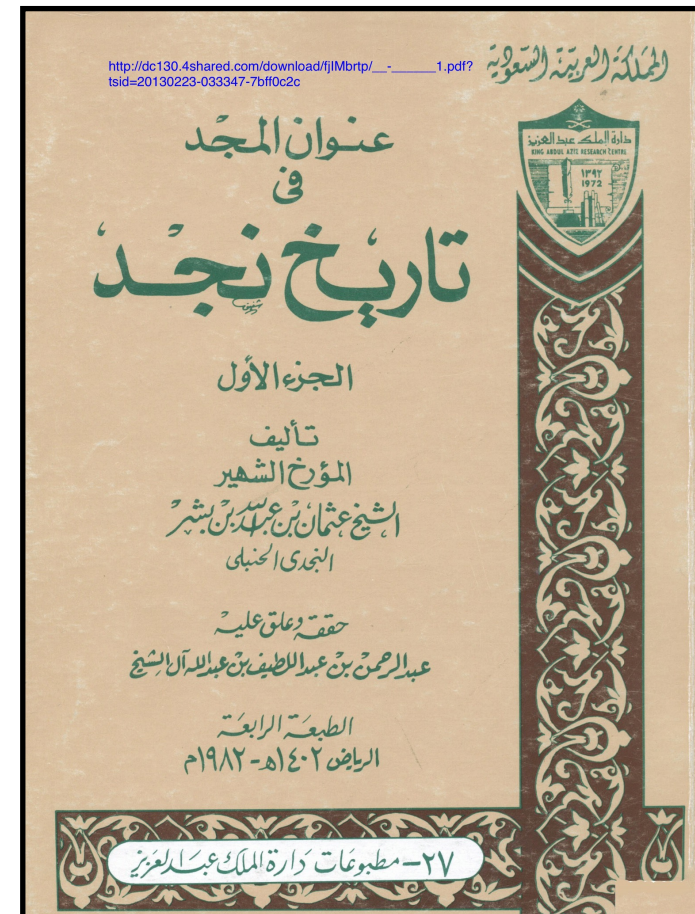 http://dc130.4shared.com/download/fjIMbrtp/__-______1.pdf?
tsid=20130223-033347-7bff0c2c
المملكة العربية السعودية
دارة الملك عبد العزيز
KING ABDUL AZIZ RESEARCH CENTRE
١٣٩٢
1972
عنوان المجد
في
تاريخ نجد
الجزء الأول
تأليف
المؤرخ الشهير
الشيخ عثمان بن عبد الله بن بشر
النجدى الحنبلى
حققه وعلق عليه
عبد الرحمن بن عبد اللطيف بن عبد الله آل الشيخ
الطبعة الرابعة
الرياض ١٤٠٢هـ - ١٩٨٢م
٢٧ – مطبوعات دارة الملك عبد العزيز